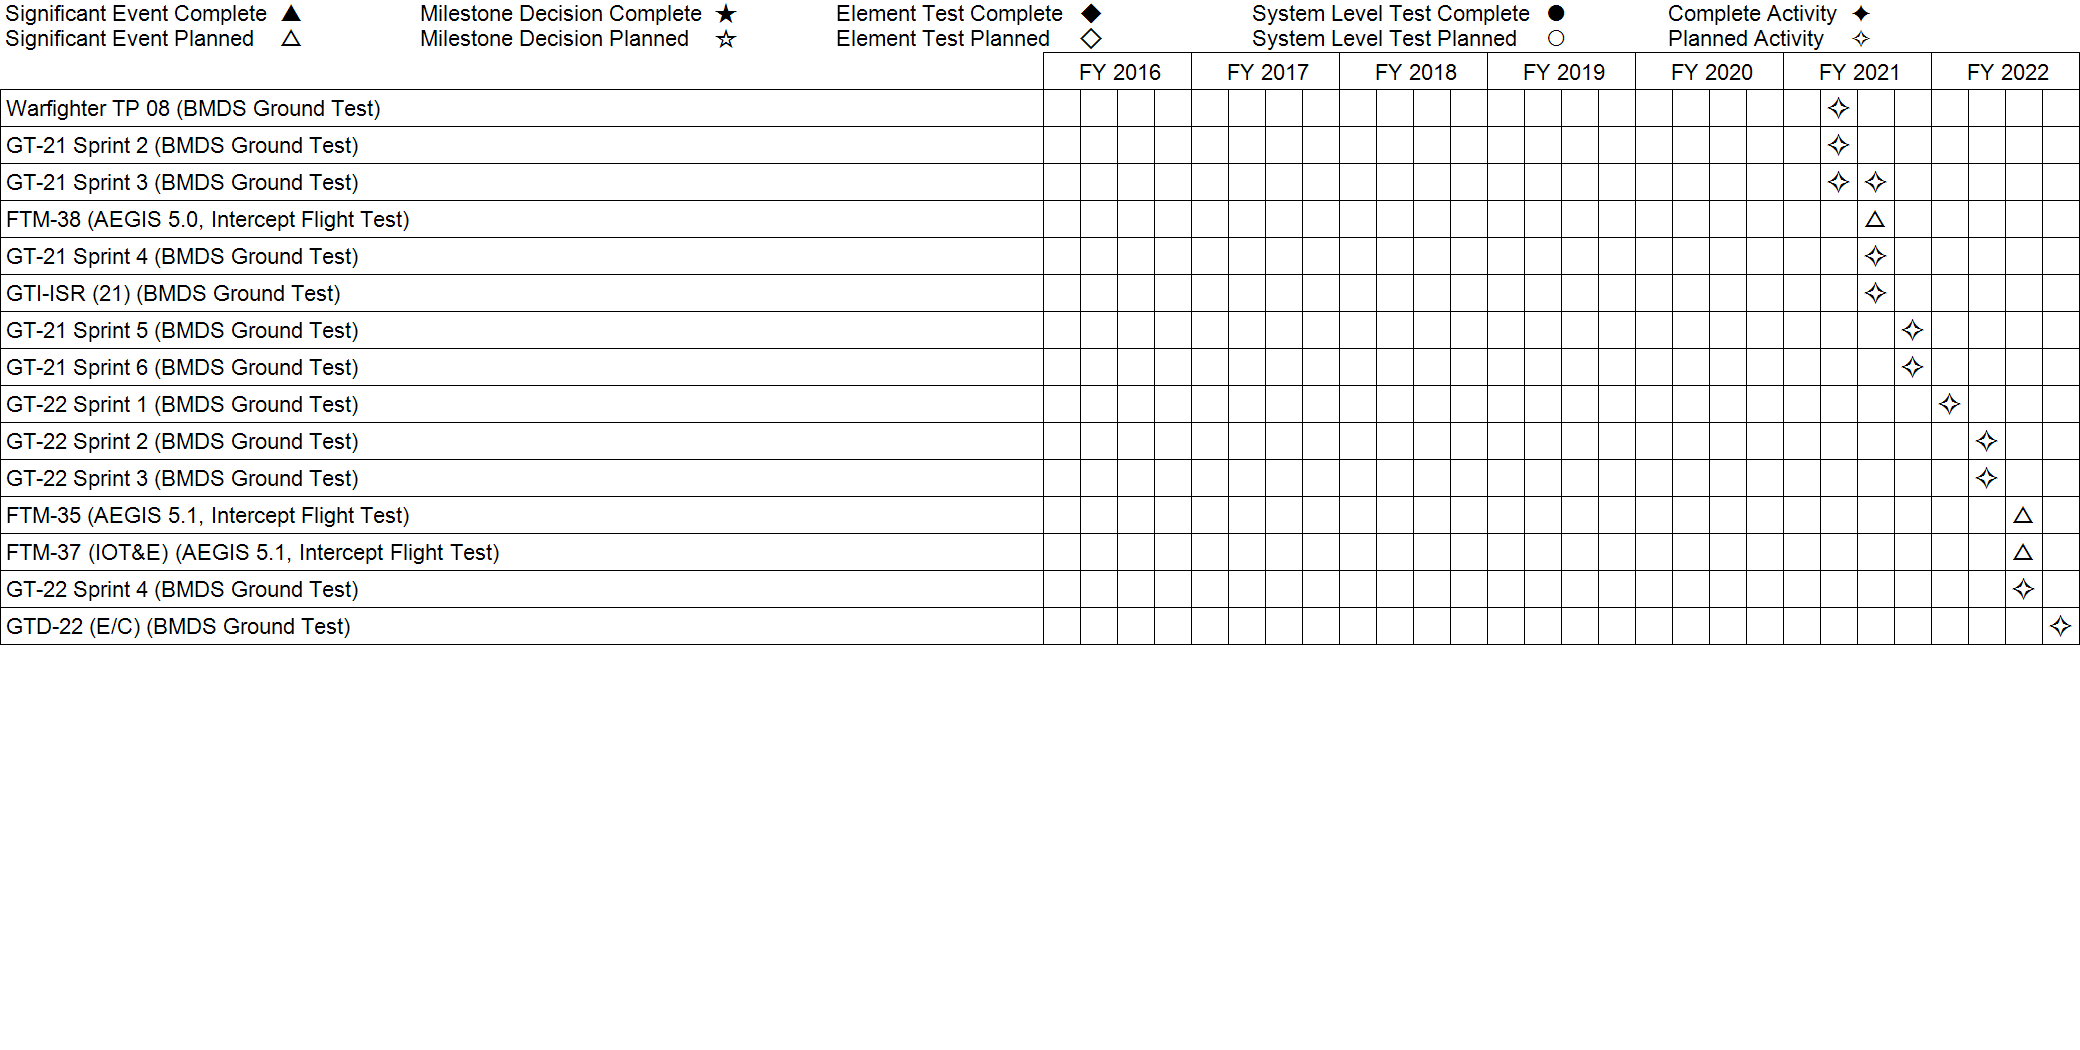 Significant Event Complete ▲ Milestone Decision Complete ★ Element Test Complete ◆ System Level Test Complete ● Complete Activity ✦
Significant Event Planned △ Milestone Decision Planned ☆ Element Test Planned ◇ System Level Test Planned ○ Planned Activity ✧
FY 2016 FY 2017 FY 2018 FY 2019 FY 2020 FY 2021 FY 2022
Warfighter TP 08 (BMDS Ground Test) ✧
GT-21 Sprint 2 (BMDS Ground Test) ✧
GT-21 Sprint 3 (BMDS Ground Test) ✧ ✧
FTM-38 (AEGIS 5.0, Intercept Flight Test) △
GT-21 Sprint 4 (BMDS Ground Test) ✧
GTI-ISR (21) (BMDS Ground Test) ✧
GT-21 Sprint 5 (BMDS Ground Test) ✧
GT-21 Sprint 6 (BMDS Ground Test) ✧
GT-22 Sprint 1 (BMDS Ground Test) ✧
GT-22 Sprint 2 (BMDS Ground Test) ✧
GT-22 Sprint 3 (BMDS Ground Test) ✧
FTM-35 (AEGIS 5.1, Intercept Flight Test) △
FTM-37 (IOT&E) (AEGIS 5.1, Intercept Flight Test) △
GT-22 Sprint 4 (BMDS Ground Test) ✧
GTD-22 (E/C) (BMDS Ground Test) ✧